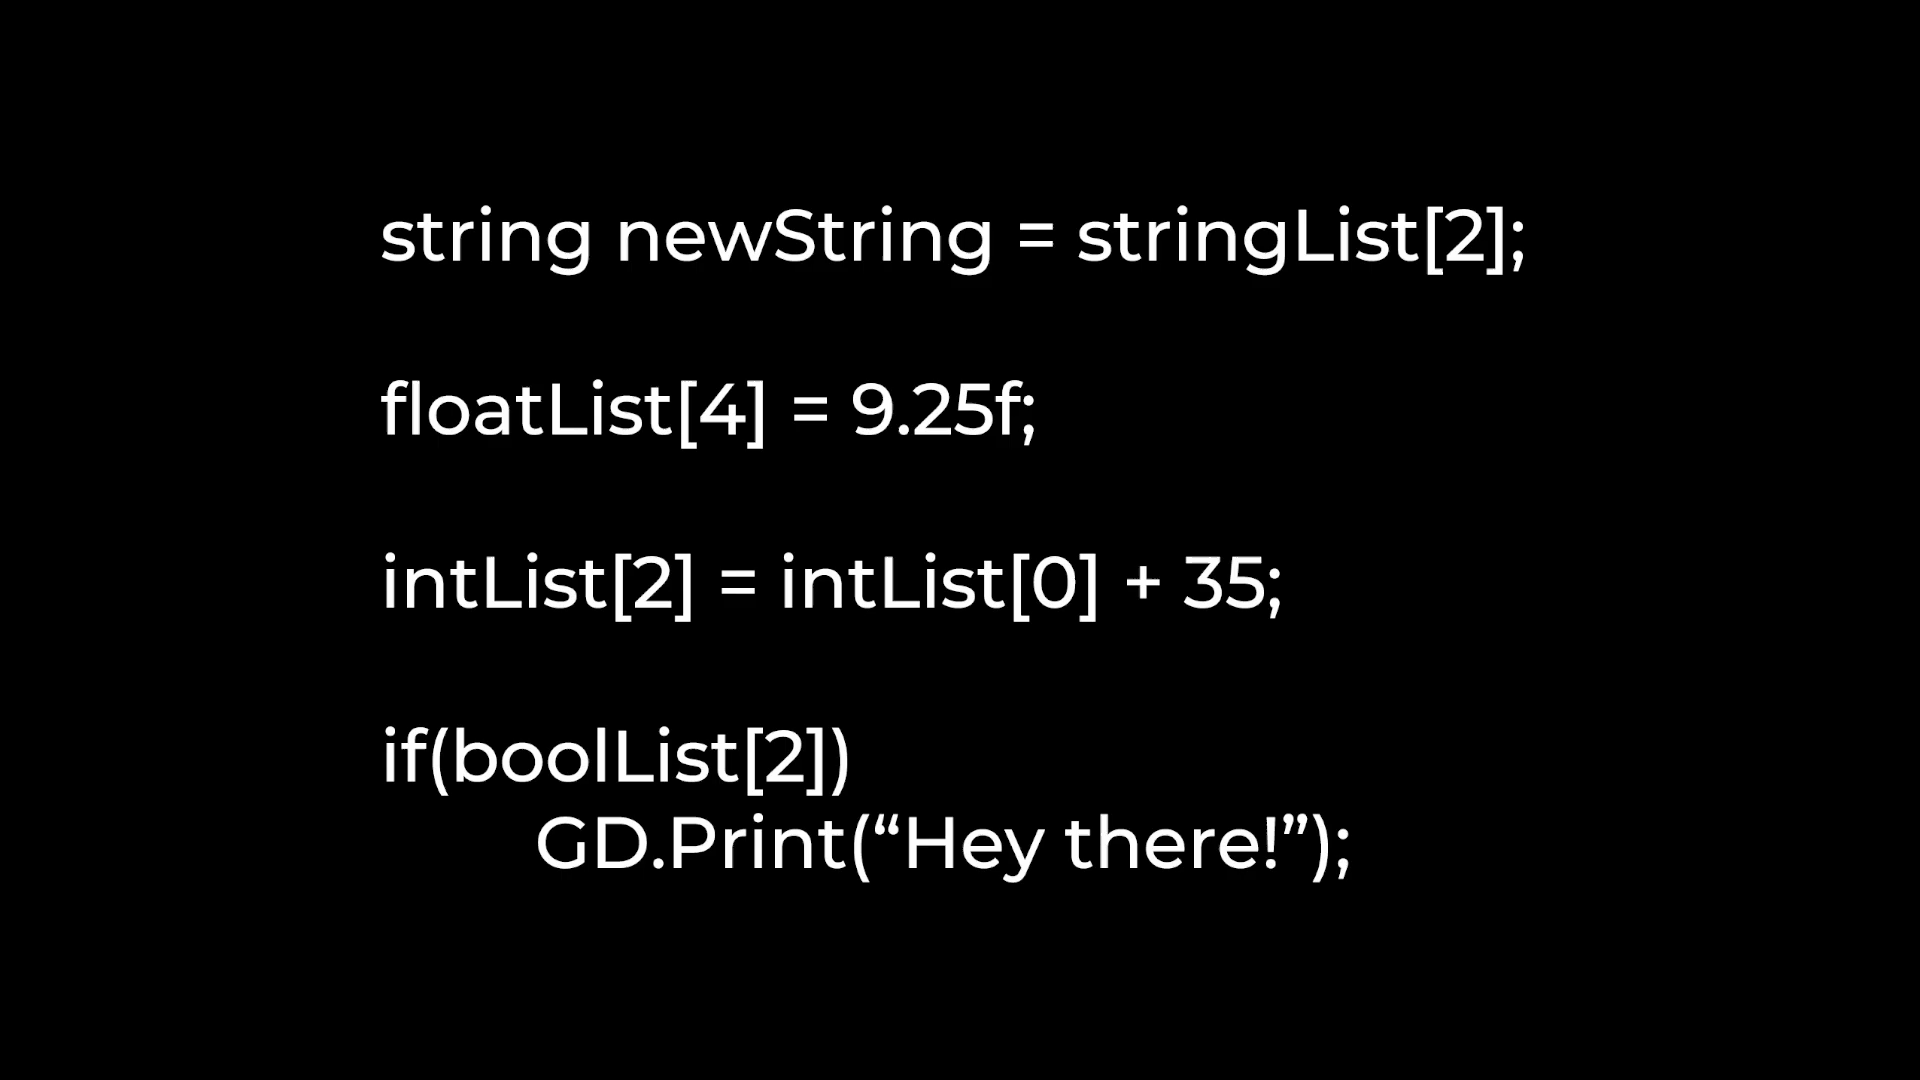 string newString = stringList[2];
floatList[4] = 9.25f;
intList[2] = intList[0] + 35;
if(boolList[2])
GD.Print(“Hey there!”);